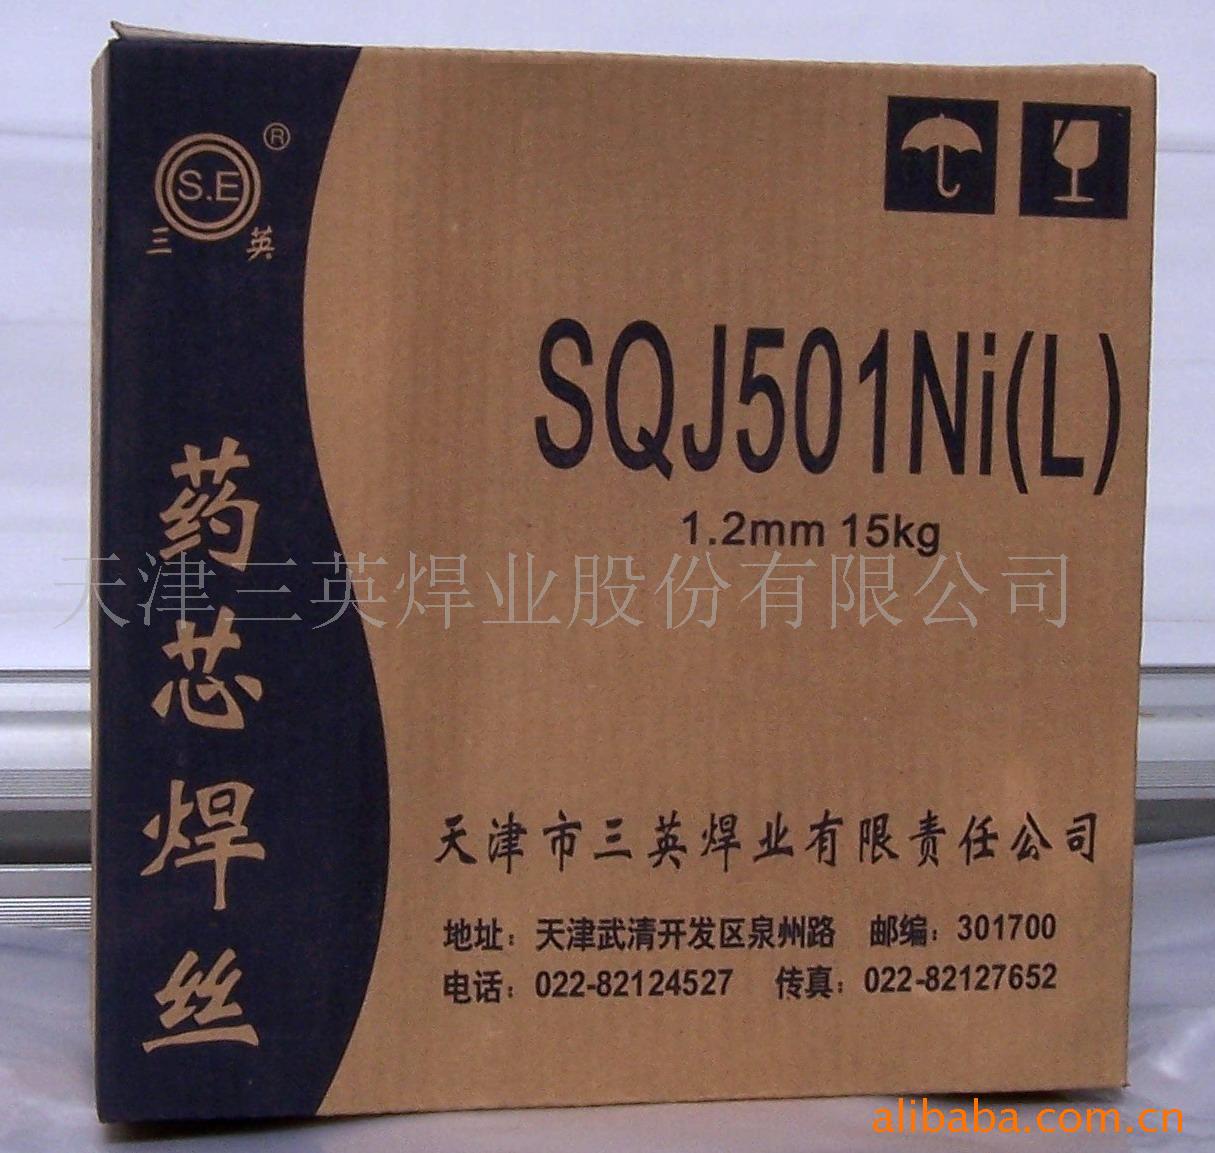 S.E
®
三英
SQJ501Ni(L)
1.2mm 15kg
药芯焊丝
天津三英焊业股份有限公司
天津市三英焊业有限责任公司
地址：天津武清开发区泉州路 邮编：301700
电话：022-82124527 传真：022-82127652
alibaba.com.cn